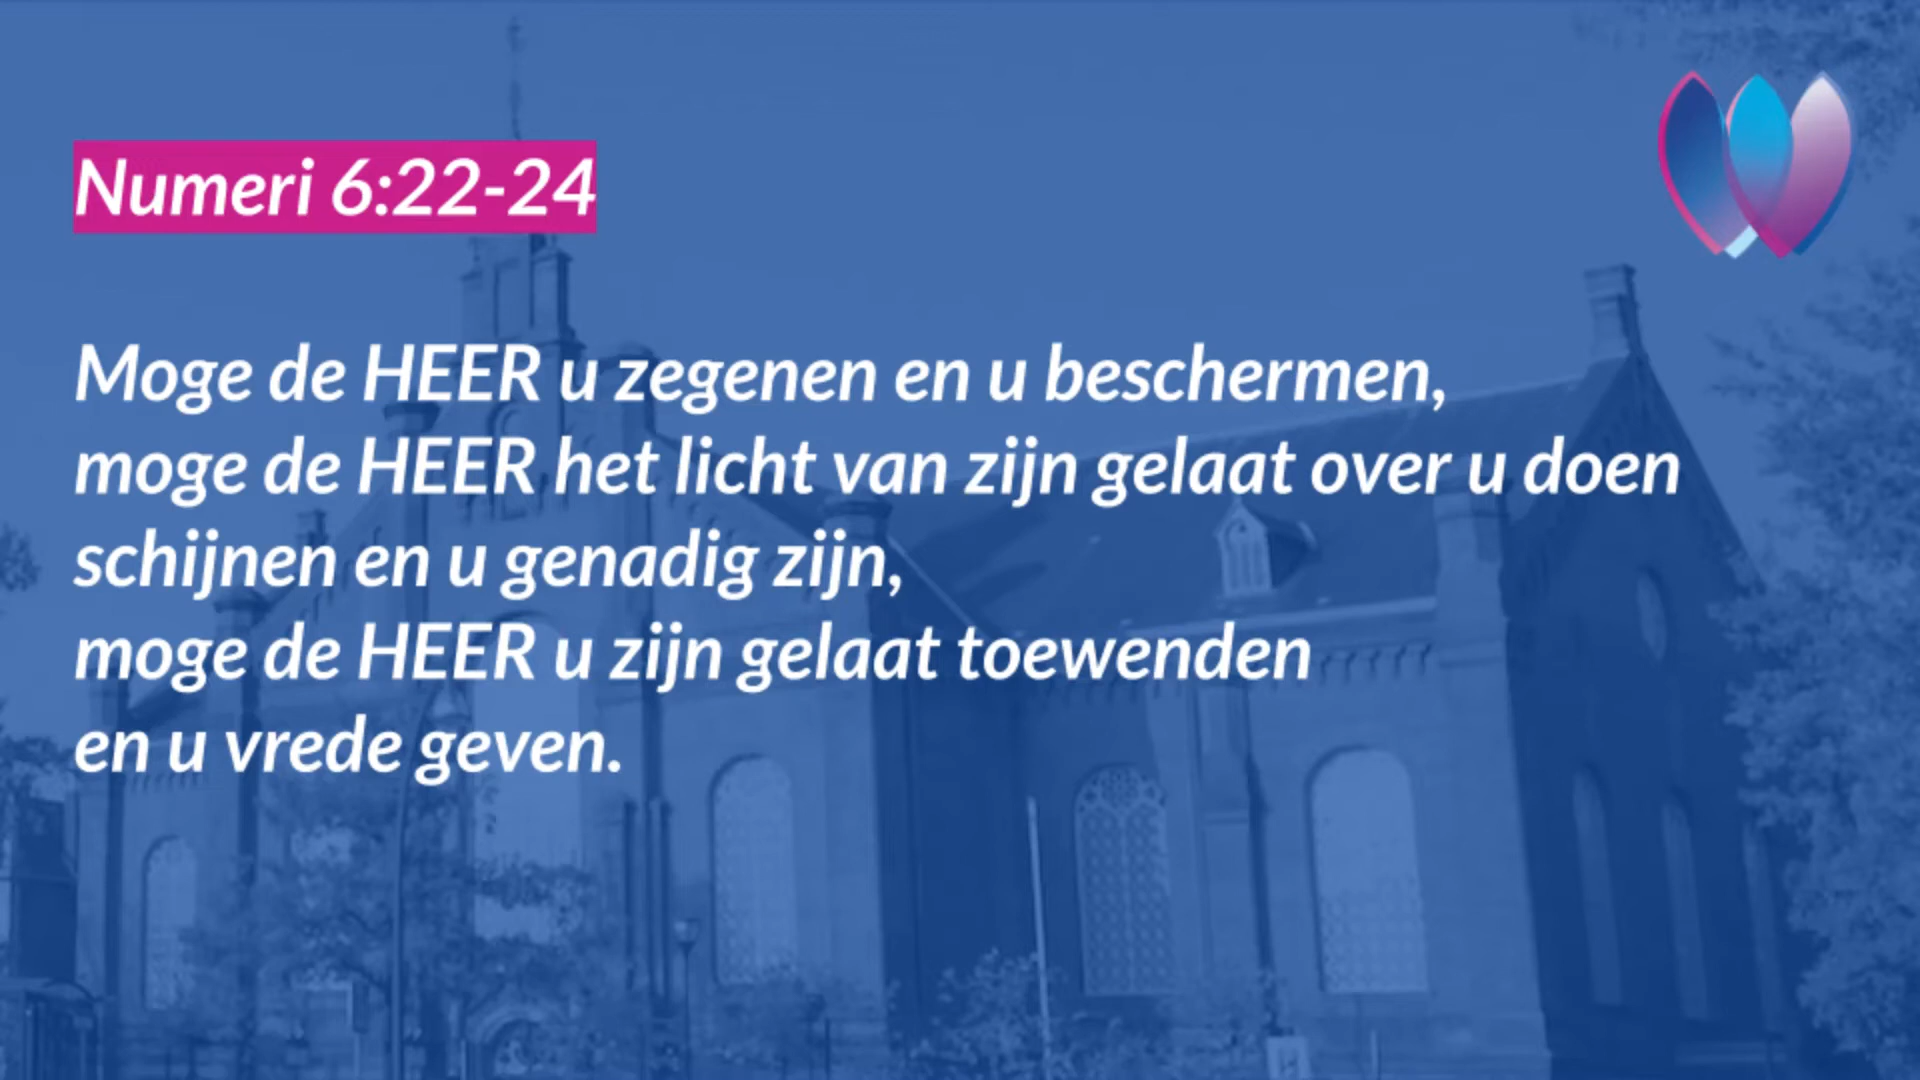 Numeri 6:22-24
Moge de HEER u zegenen en u beschermen,
moge de HEER het licht van zijn gelaat over u doen
schijnen en u genadig zijn,
moge de HEER u zijn gelaat toewenden
en u vrede geven.